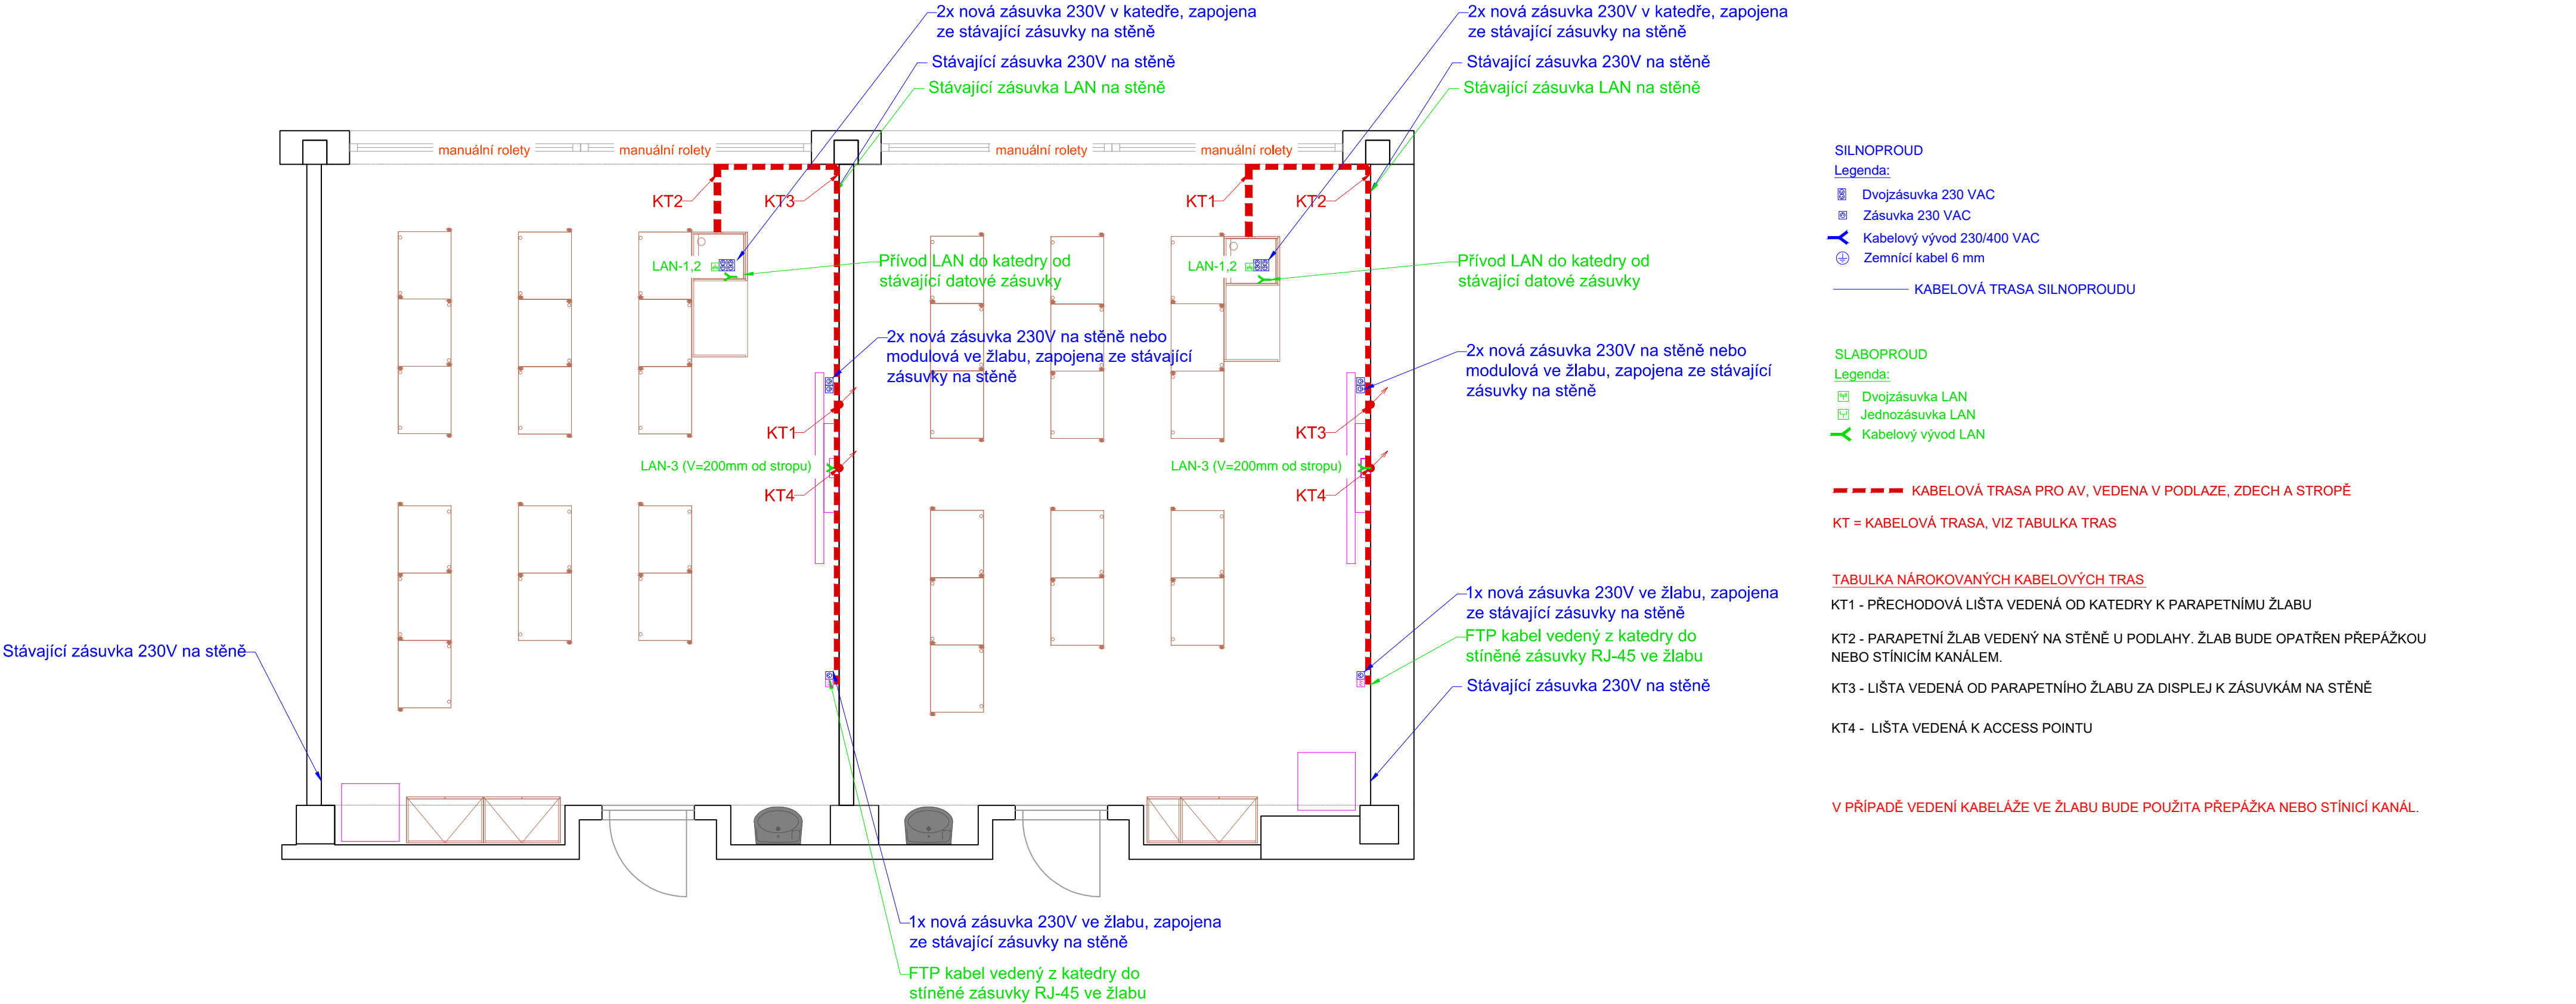 2x nová zásuvka 230V v katedře, zapojena
ze stávající zásuvky na stěně
Stávající zásuvka 230V na stěně
Stávající zásuvka LAN na stěně
2x nová zásuvka 230V v katedře, zapojena
ze stávající zásuvky na stěně
Stávající zásuvka 230V na stěně
Stávající zásuvka LAN na stěně
manuální rolety
manuální rolety
manuální rolety
manuální rolety
KT2
KT3
KT1
KT2
LAN-1,2
Přívod LAN do katedry od
stávající datové zásuvky
LAN-1,2
Přívod LAN do katedry od
stávající datové zásuvky
2x nová zásuvka 230V na stěně nebo
modulová ve žlabu, zapojena ze stávající
zásuvky na stěně
2x nová zásuvka 230V na stěně nebo
modulová ve žlabu, zapojena ze stávající
zásuvky na stěně
KT1
KT3
LAN-3 (V=200mm od stropu)
LAN-3 (V=200mm od stropu)
KT4
KT4
1x nová zásuvka 230V ve žlabu, zapojena
ze stávající zásuvky na stěně
FTP kabel vedený z katedry do
stíněné zásuvky RJ-45 ve žlabu
Stávající zásuvka 230V na stěně
Stávající zásuvka 230V na stěně
1x nová zásuvka 230V ve žlabu, zapojena
ze stávající zásuvky na stěně
FTP kabel vedený z katedry do
stíněné zásuvky RJ-45 ve žlabu
SILNOPROUD
Legenda:
Dvojzásuvka 230 VAC
Zásuvka 230 VAC
Kabelový vývod 230/400 VAC
Zemnící kabel 6 mm
KABELOVÁ TRASA SILNOPROUDU
SLABOPROUD
Legenda:
Dvojzásuvka LAN
Jednozásuvka LAN
Kabelový vývod LAN
KABELOVÁ TRASA PRO AV, VEDENA V PODLAZE, ZDECH A STROPĚ
KT = KABELOVÁ TRASA, VIZ TABULKA TRAS
TABULKA NÁROKOVANÝCH KABELOVÝCH TRAS
KT1 - PŘECHODOVÁ LIŠTA VEDENÁ OD KATEDRY K PARAPETNÍMU ŽLABU
KT2 - PARAPETNÍ ŽLAB VEDENÝ NA STĚNĚ U PODLAHY. ŽLAB BUDE OPATŘEN PŘEPÁŽKOU
NEBO STÍNICÍM KANÁLEM.
KT3 - LIŠTA VEDENÁ OD PARAPETNÍHO ŽLABU ZA DISPLEJ K ZÁSUVKÁM NA STĚNĚ
KT4 - LIŠTA VEDENÁ K ACCESS POINTU
V PŘÍPADĚ VEDENÍ KABELÁŽE VE ŽLABU BUDE POUŽITA PŘEPÁŽKA NEBO STÍNICÍ KANÁL.